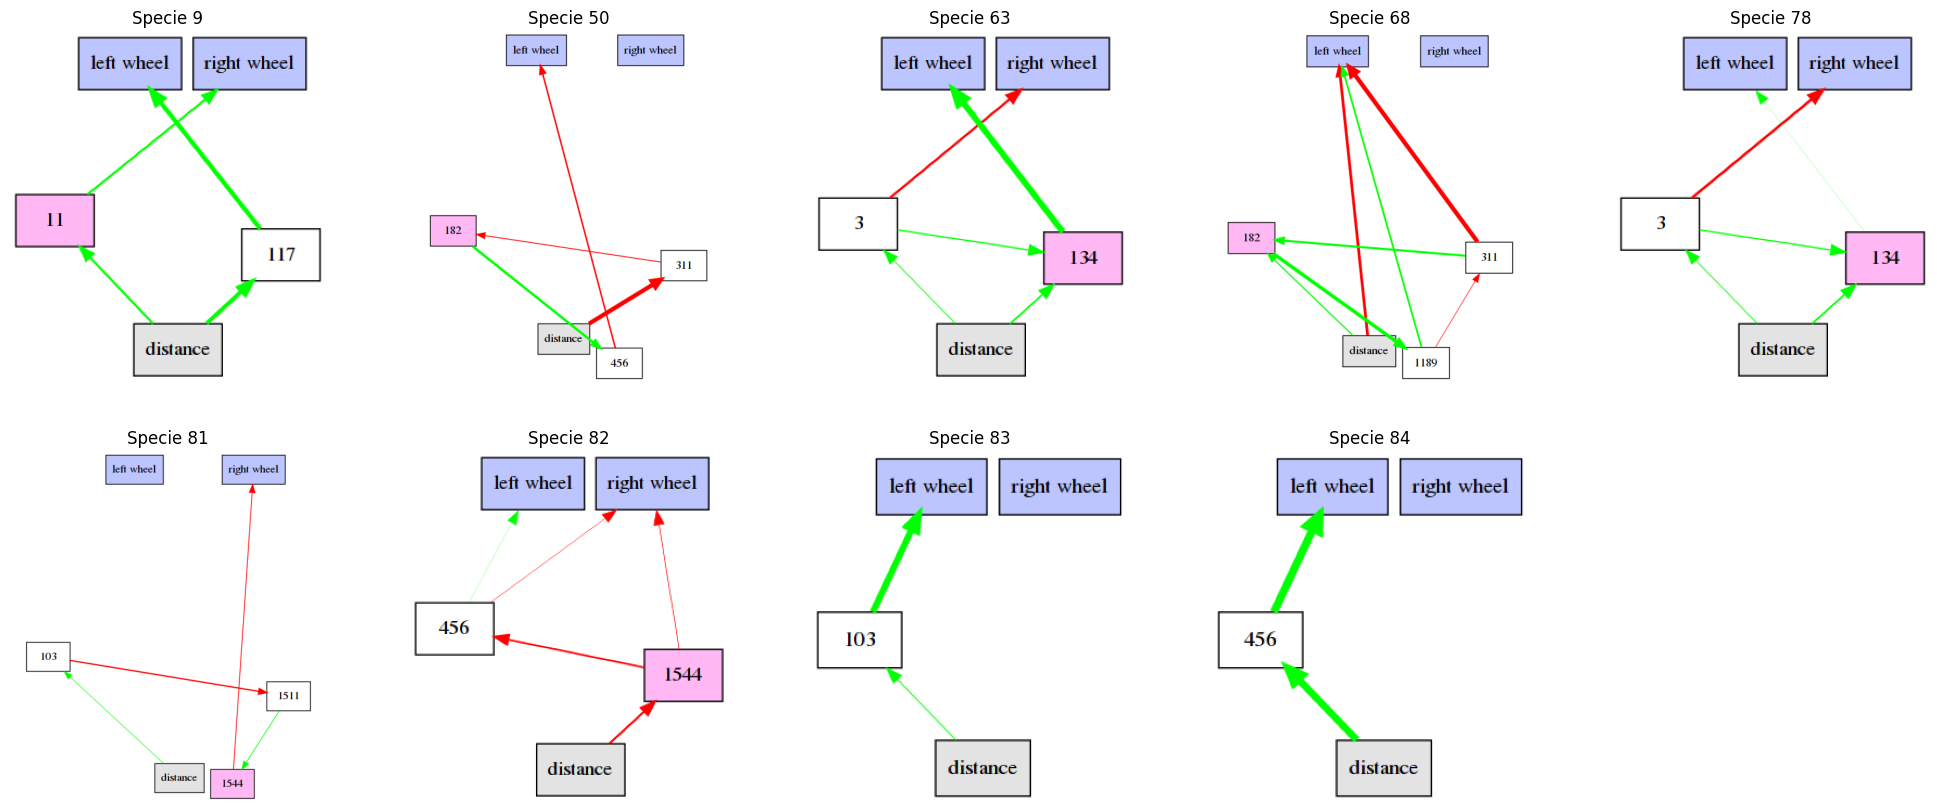 Specie 9
left wheel right wheel
11
117
distance
Specie 50
left wheel right wheel
182
311
distance
456
Specie 63
left wheel right wheel
3
134
distance
Specie 68
left wheel right wheel
182
311
distance
1189
Specie 78
left wheel right wheel
3
134
distance
Specie 81
left wheel right wheel
103
1511
distance
1544
Specie 82
left wheel right wheel
456
1544
distance
Specie 83
left wheel right wheel
103
distance
Specie 84
left wheel right wheel
456
distance